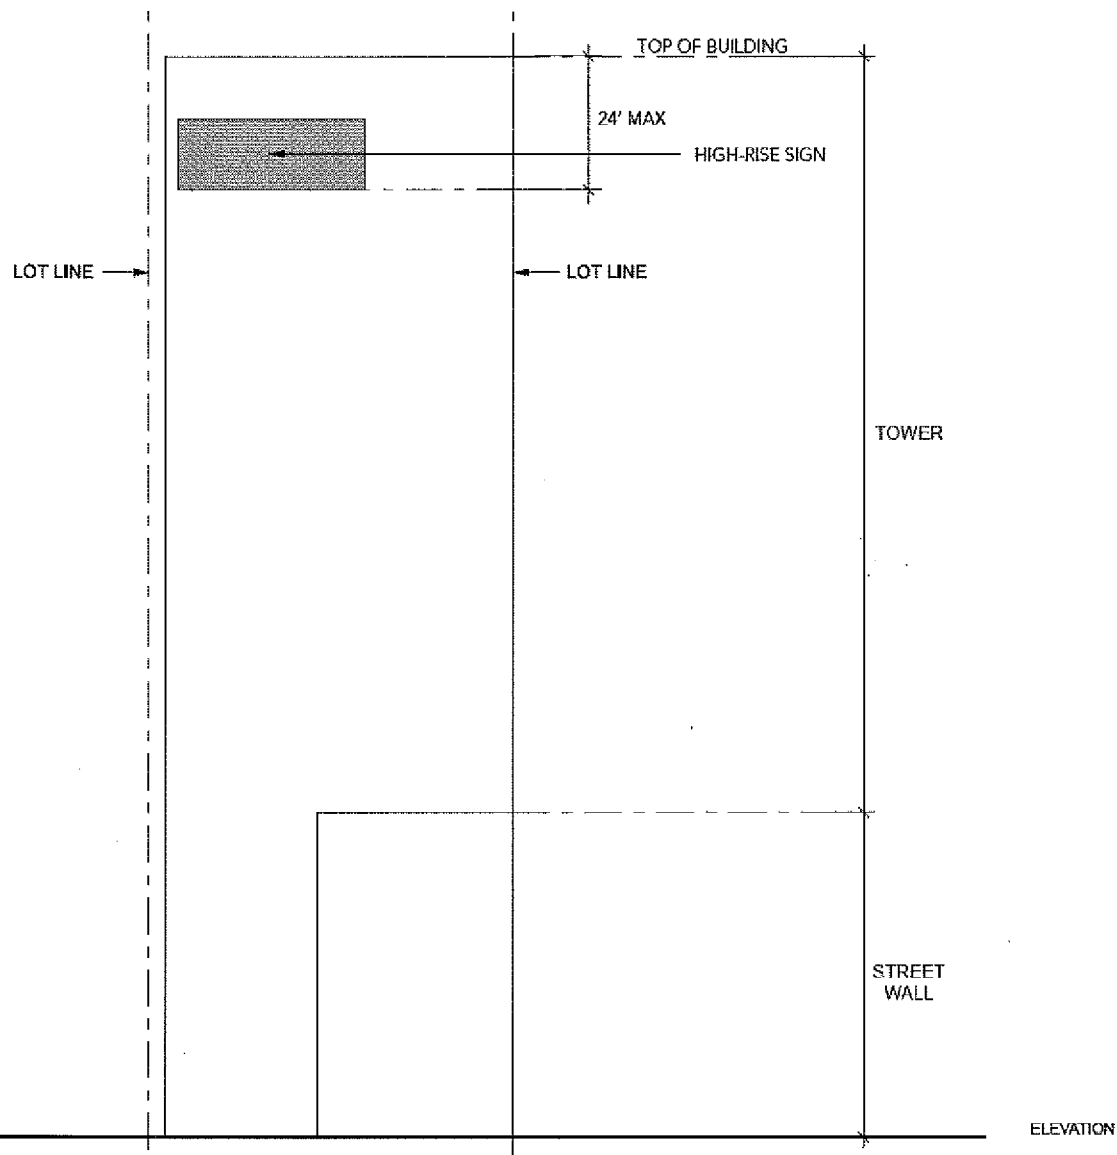 TOP OF BUILDING
24' MAX
HIGH-RISE SIGN
LOT LINE
LOT LINE
TOWER
STREET
WALL
ELEVATION